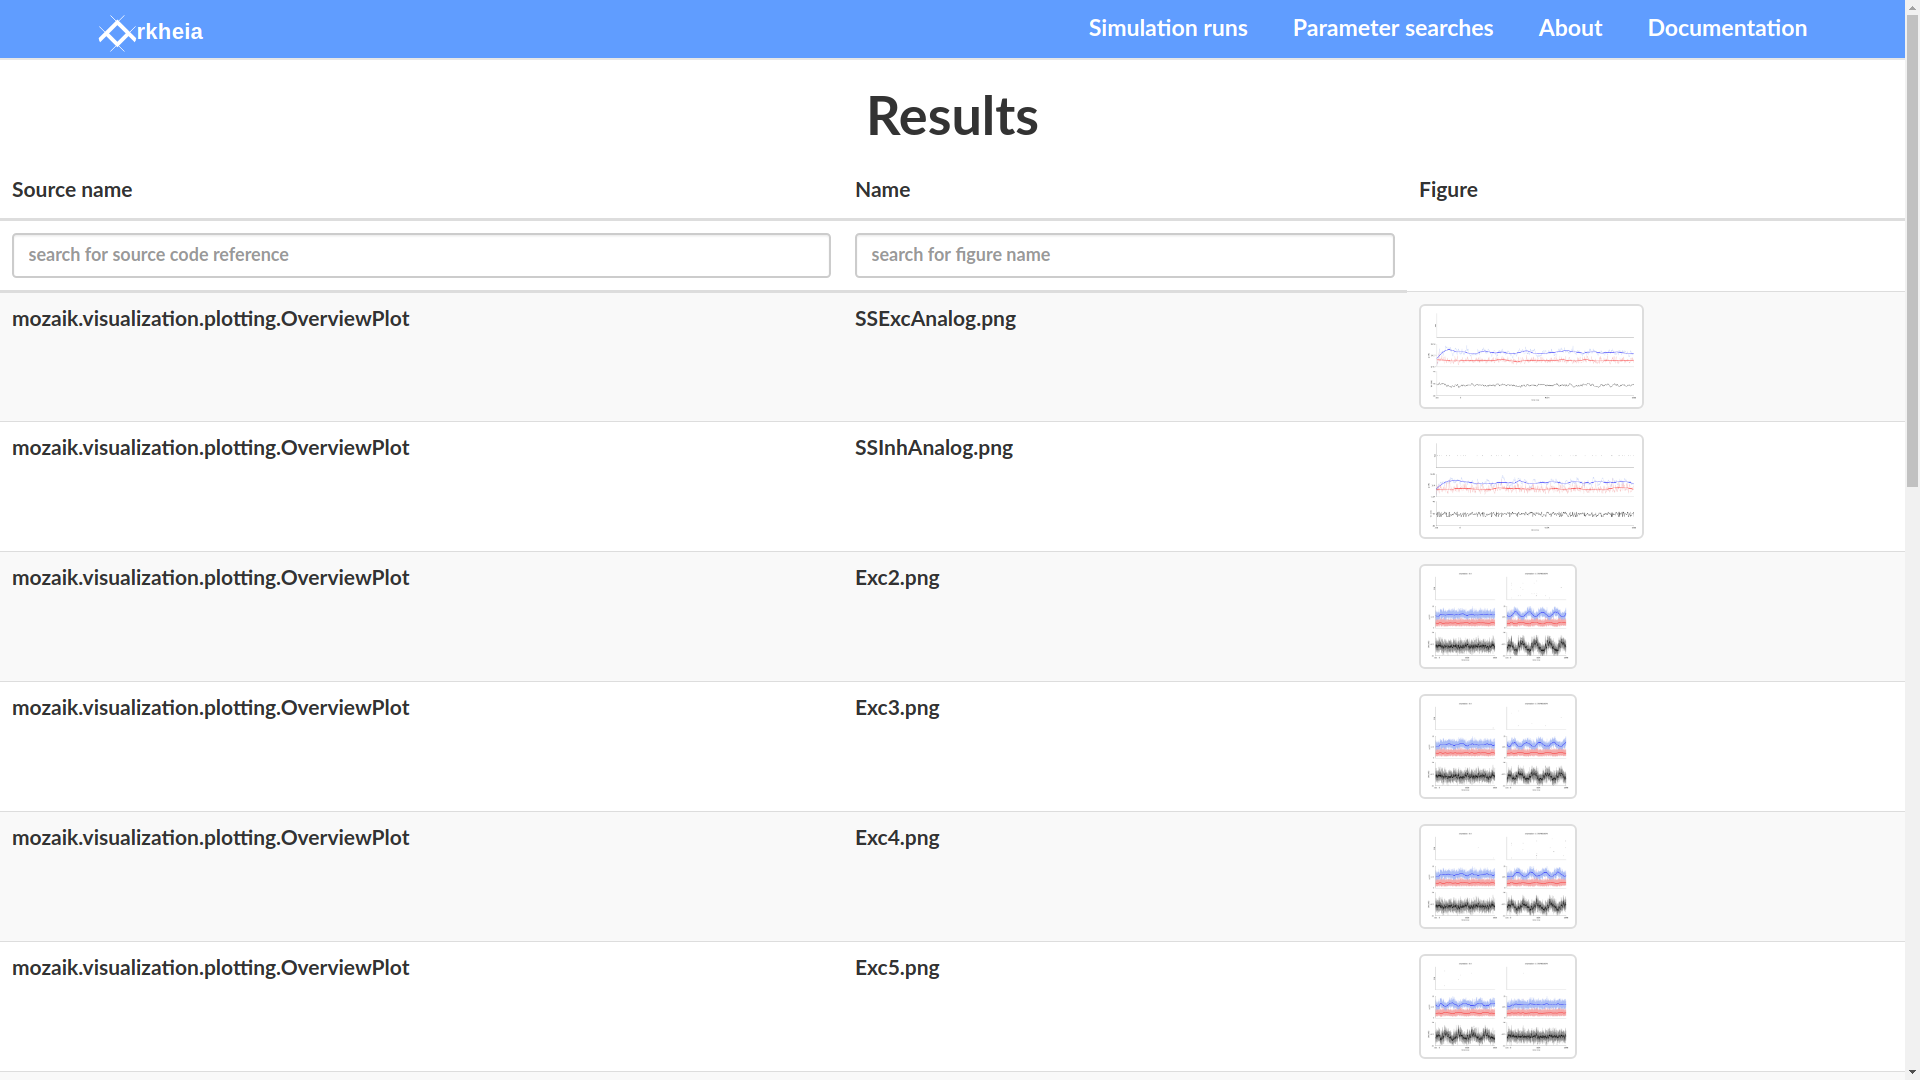 rkheia
Simulation runs
Parameter searches
About
Documentation
Results
Source name
Name
Figure
search for source code reference
search for figure name
mozaik.visualization.plotting.OverviewPlot
SSExcAnalog.png
mozaik.visualization.plotting.OverviewPlot
SSInhAnalog.png
mozaik.visualization.plotting.OverviewPlot
Exc2.png
mozaik.visualization.plotting.OverviewPlot
Exc3.png
mozaik.visualization.plotting.OverviewPlot
Exc4.png
mozaik.visualization.plotting.OverviewPlot
Exc5.png